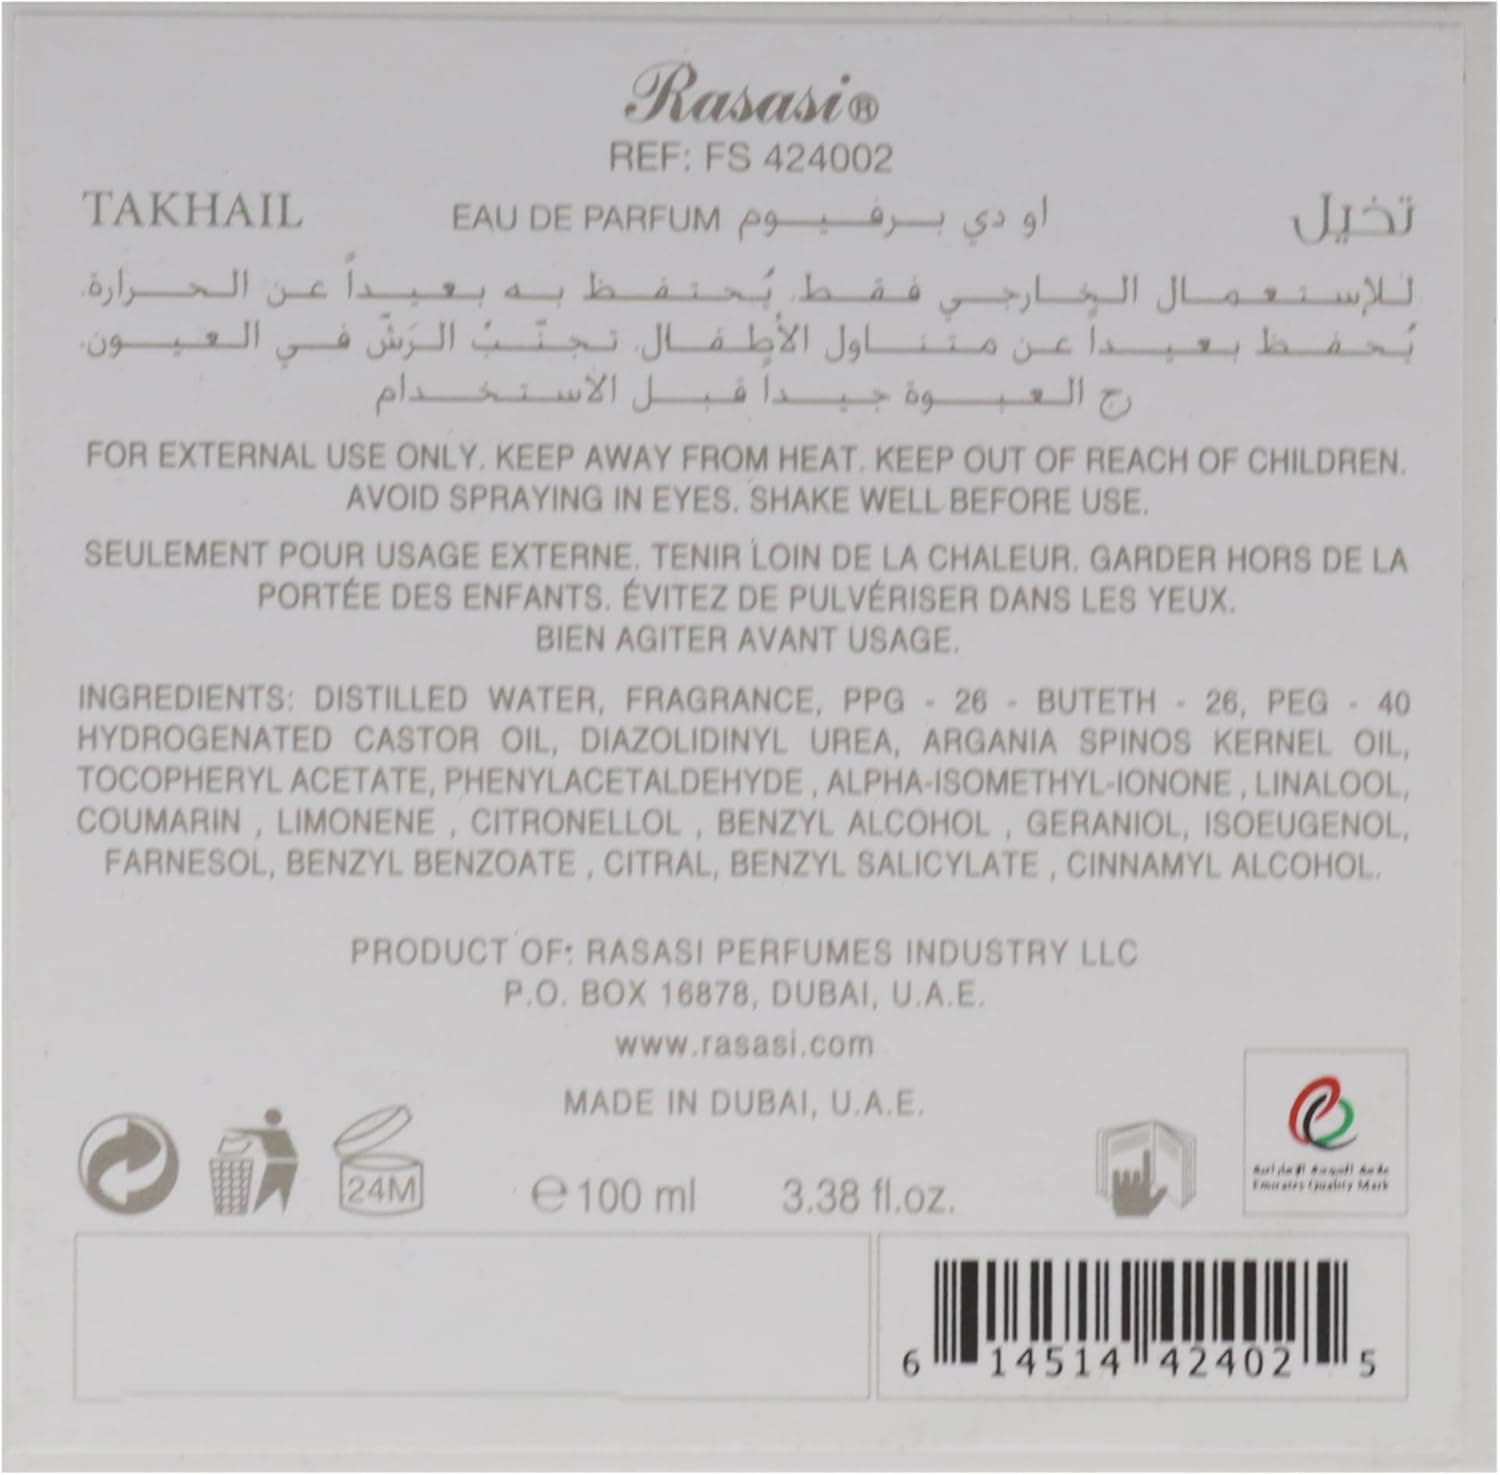 Rasasi®
REF: FS 424002
TAKHAIL EAU DE PARFUM او دي برفيوم تخيل
للإستعمال الخارجي فقط. يُحتفظ به بعيداً عن الحرارة.
يُحفظ بعيداً عن متناول الأطفال. تجنّبْ الرَشّ في العيون.
رج العبوة جيداً قبل الاستخدام
FOR EXTERNAL USE ONLY. KEEP AWAY FROM HEAT. KEEP OUT OF REACH OF CHILDREN.
AVOID SPRAYING IN EYES. SHAKE WELL BEFORE USE.
SEULEMENT POUR USAGE EXTERNE. TENIR LOIN DE LA CHALEUR. GARDER HORS DE LA
PORTÉE DES ENFANTS. ÉVITEZ DE PULVÉRISER DANS LES YEUX.
BIEN AGITER AVANT USAGE.
INGREDIENTS: DISTILLED WATER, FRAGRANCE, PPG - 26 - BUTETH - 26, PEG - 40
HYDROGENATED CASTOR OIL, DIAZOLIDINYL UREA, ARGANIA SPINOS KERNEL OIL,
TOCOPHERYL ACETATE, PHENYLACETALDEHYDE , ALPHA-ISOMETHYL-IONONE , LINALOOL,
COUMARIN , LIMONENE , CITRONELLOL , BENZYL ALCOHOL , GERANIOL, ISOEUGENOL,
FARNESOL, BENZYL BENZOATE , CITRAL, BENZYL SALICYLATE , CINNAMYL ALCOHOL.
PRODUCT OF: RASASI PERFUMES INDUSTRY LLC
P.O. BOX 16878, DUBAI, U.A.E.
www.rasasi.com
MADE IN DUBAI, U.A.E.
24M ℮ 100 ml 3.38 fl.oz.
علامة الجودة الإماراتية
Emirates Quality Mark
6 14514 42402 5